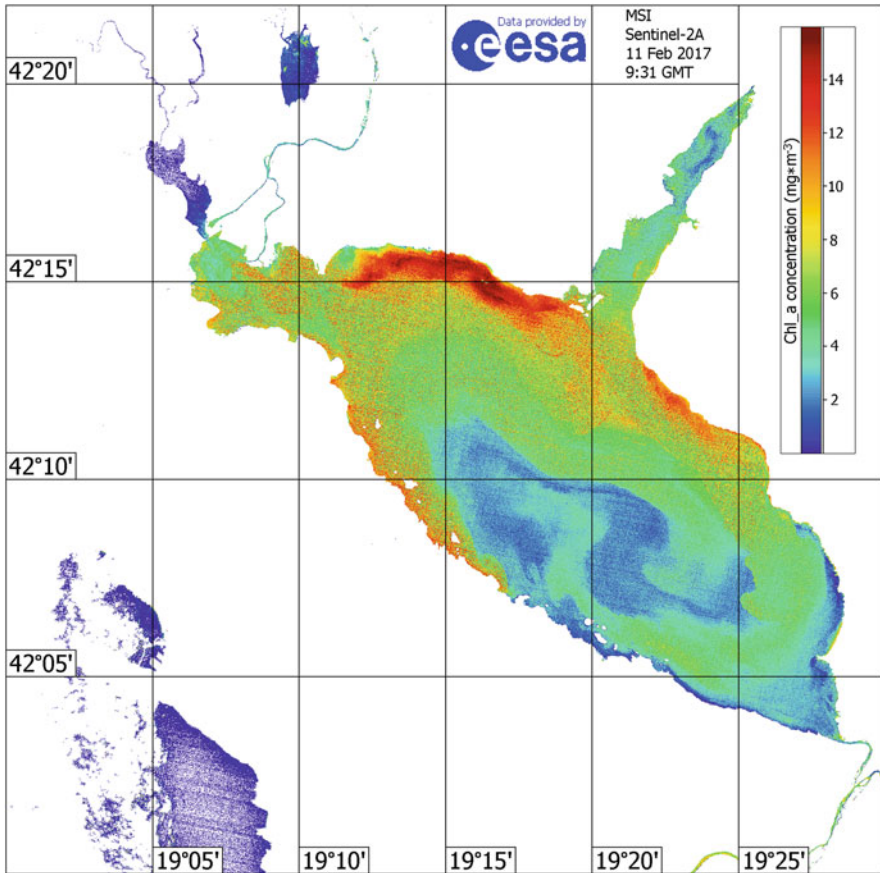 Data provided by
eesa
MSI
Sentinel-2A
11 Feb 2017
9:31 GMT
42°20'
42°15'
42°10'
42°05'
19°05'
19°10'
19°15'
19°20'
19°25'
14
12
10
8
6
4
2
Chl_a concentration (mg*m⁻³)